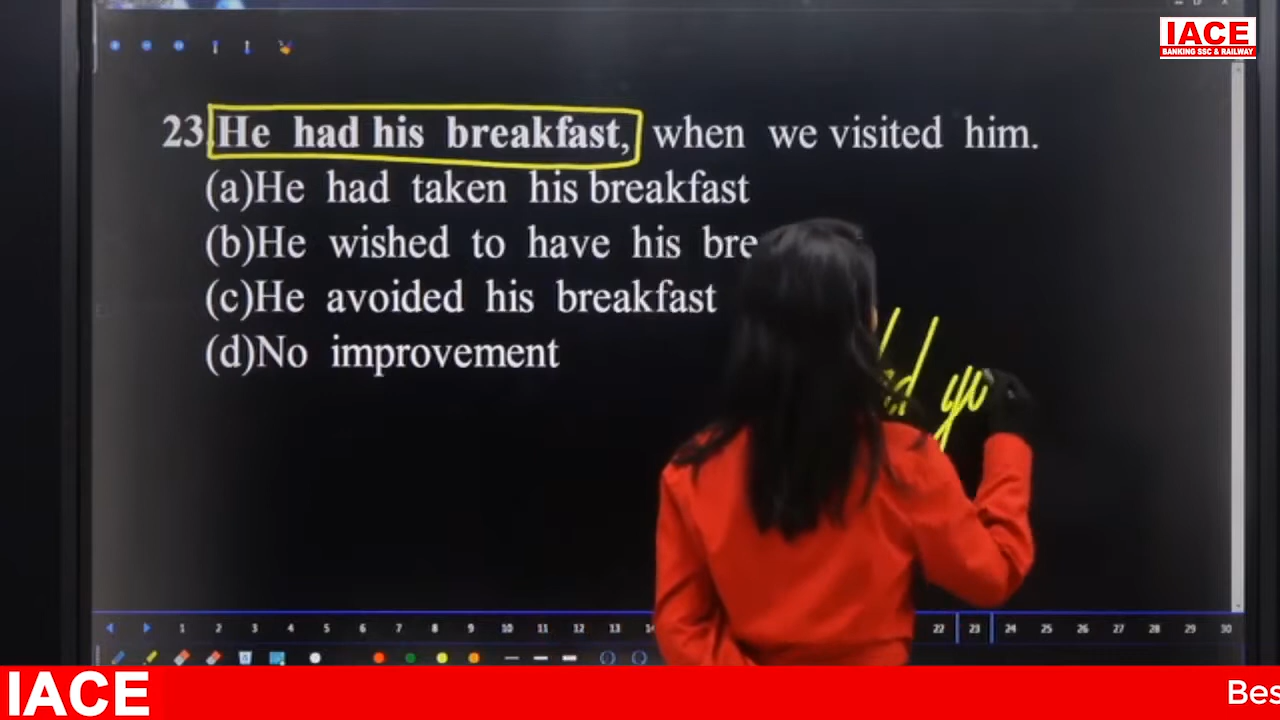 IACE
BANKING SSC & RAILWAY
23. He had his breakfast, when we visited him.
(a)He had taken his breakfast
(b)He wished to have his bre
(c)He avoided his breakfast
(d)No improvement
1 2 3 4 5 6 7 8 9 10 11 12 13 22 23 24 25 26 27 28 29 30
IACE
Bes